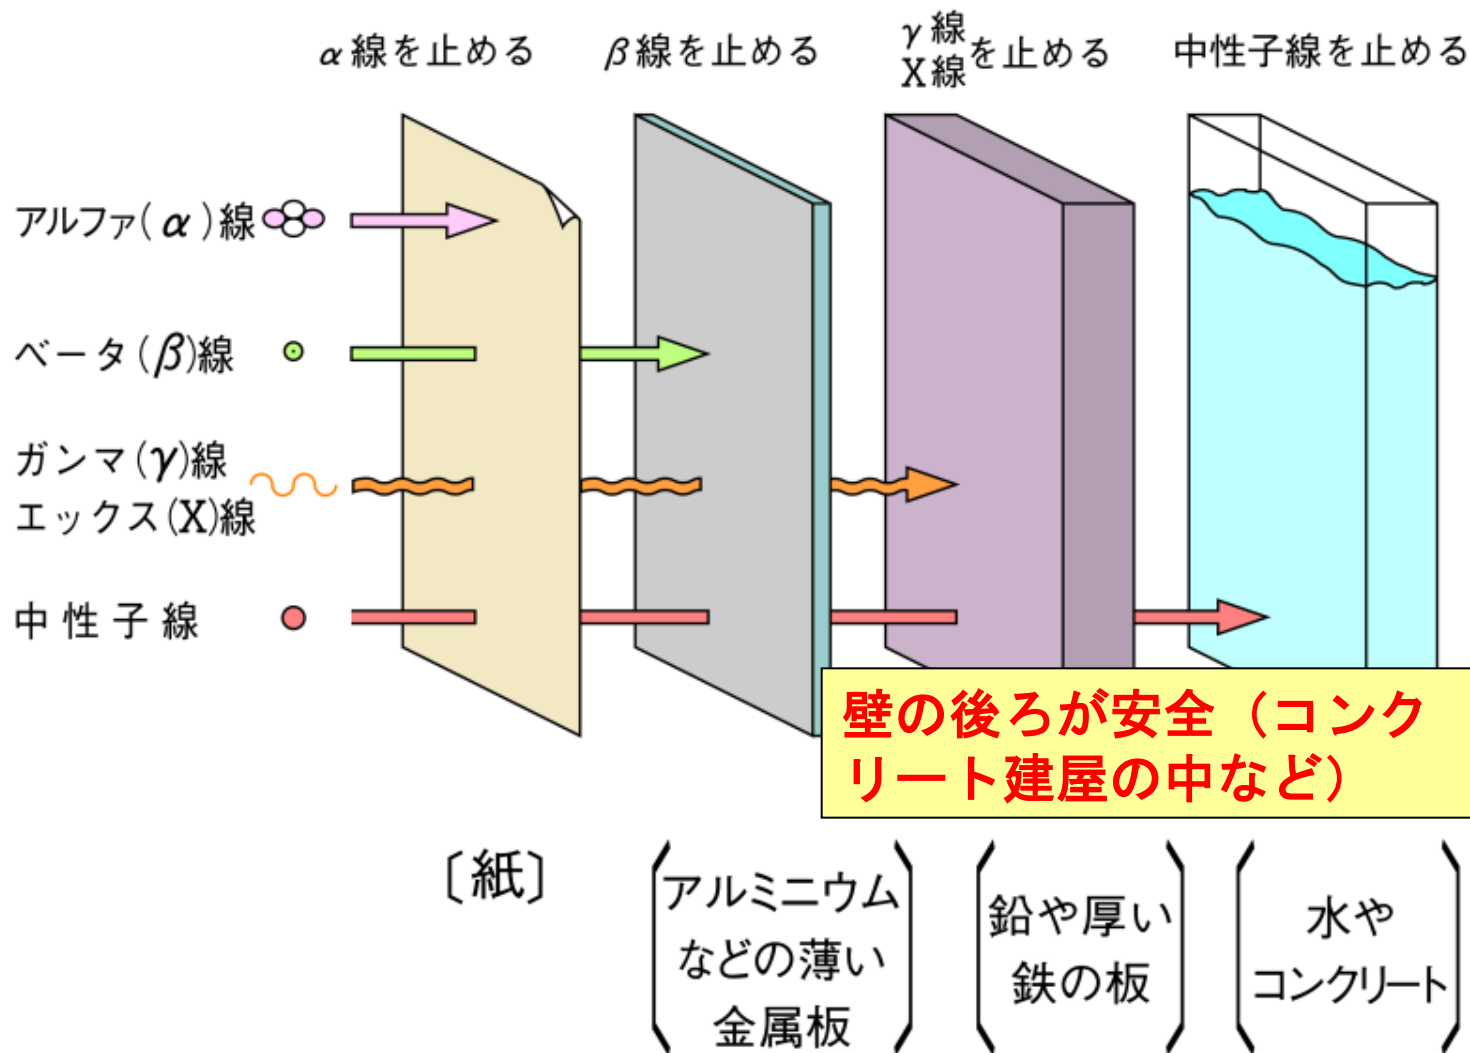 α線を止める
β線を止める
γ線
X線
を止める
中性子線を止める
アルファ(α)線
ベータ(β)線
ガンマ(γ)線
エックス(X)線
中性子線
壁の後ろが安全（コンク
リート建屋の中など）
〔紙〕
アルミニウム
などの薄い
金属板
鉛や厚い
鉄の板
水や
コンクリート